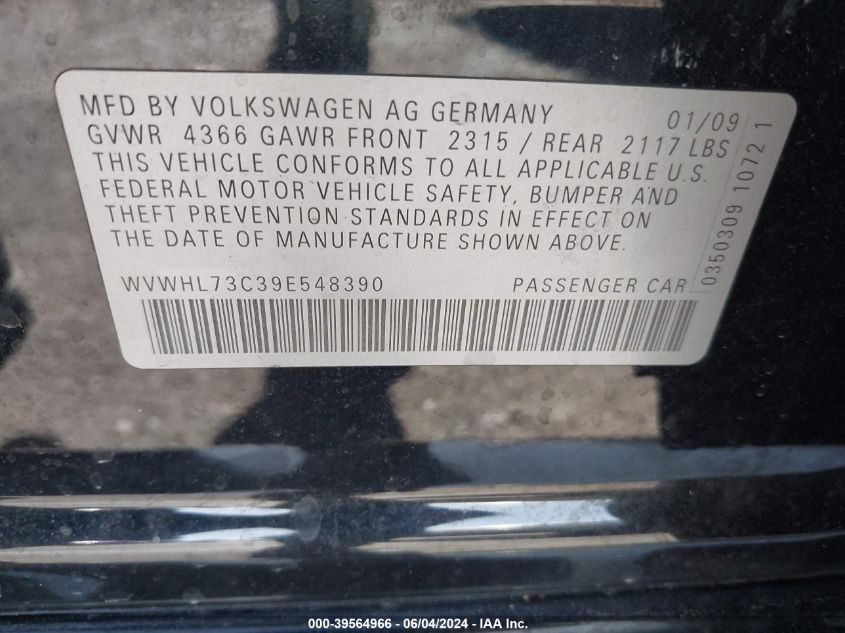 MFD BY VOLKSWAGEN AG GERMANY 01/09
GVWR 4366 GAWR FRONT 2315 / REAR 2117 LBS
THIS VEHICLE CONFORMS TO ALL APPLICABLE U.S.
FEDERAL MOTOR VEHICLE SAFETY, BUMPER AND
THEFT PREVENTION STANDARDS IN EFFECT ON
THE DATE OF MANUFACTURE SHOWN ABOVE.
WVWHL73C39E548390 PASSENGER CAR
0350309 10721
000-39564966 - 06/04/2024 - IAA Inc.